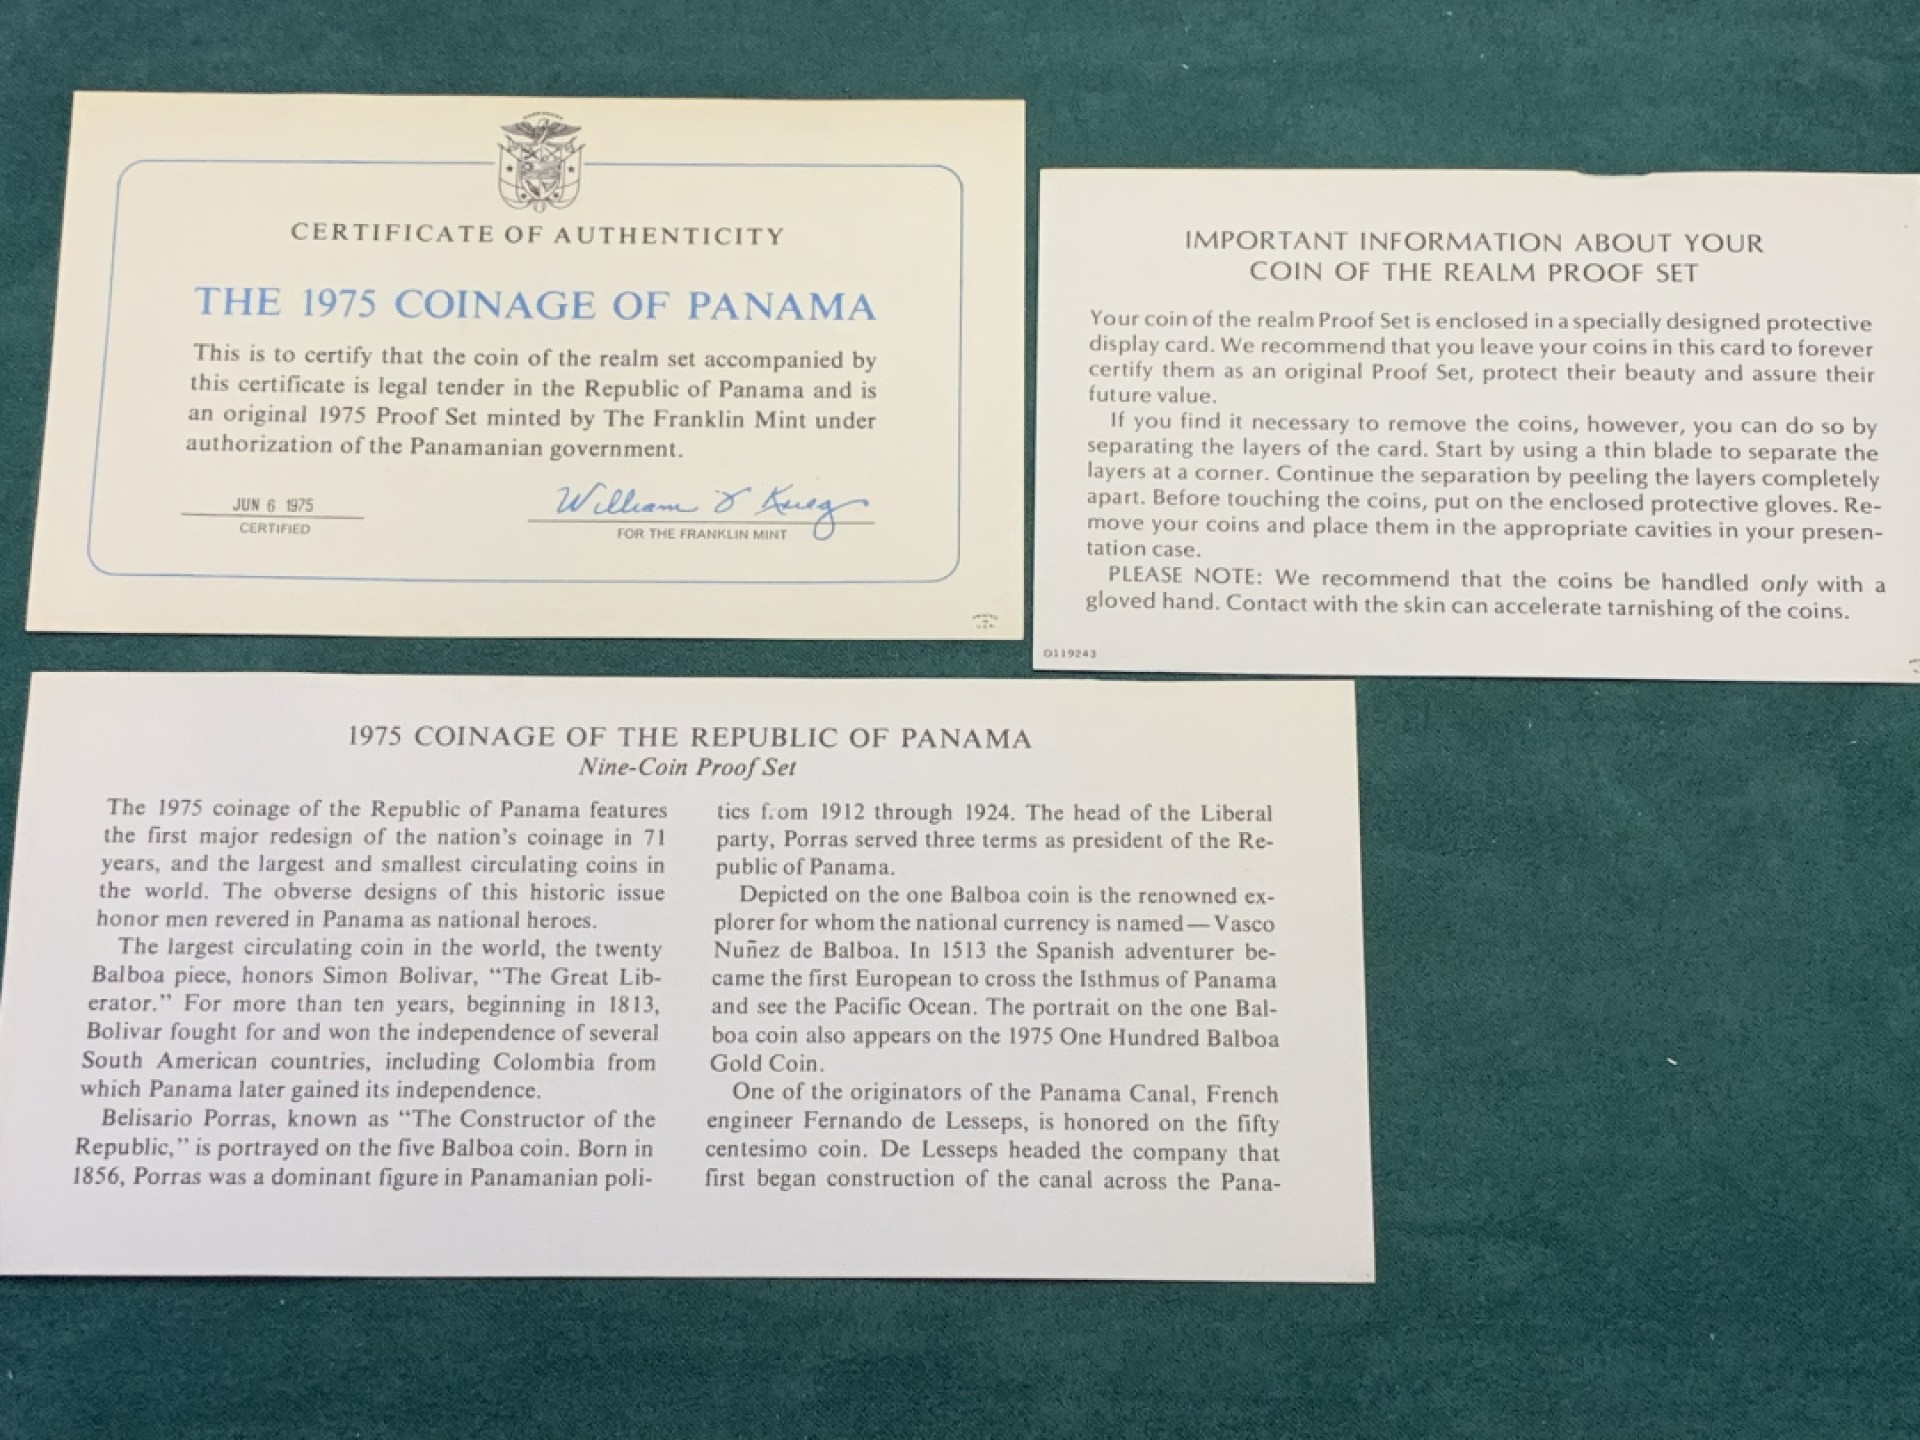 CERTIFICATE OF AUTHENTICITY
THE 1975 COINAGE OF PANAMA
This is to certify that the coin of the realm set accompanied by
this certificate is legal tender in the Republic of Panama and is
an original 1975 Proof Set minted by The Franklin Mint under
authorization of the Panamanian government.
JUN 6 1975
CERTIFIED
William
FOR THE FRANKLIN MINT
IMPORTANT INFORMATION ABOUT YOUR
COIN OF THE REALM PROOF SET
Your coin of the realm Proof Set is enclosed in a specially designed protective
display card. We recommend that you leave your coins in this card to forever
certify them as an original Proof Set, protect their beauty and assure their
future value.
If you find it necessary to remove the coins, however, you can do so by
separating the layers of the card. Start by using a thin blade to separate the
layers at a corner. Continue the separation by peeling the layers completely
apart. Before touching the coins, put on the enclosed protective gloves. Re-
move your coins and place them in the appropriate cavities in your presen-
tation case.
PLEASE NOTE: We recommend that the coins be handled only with a
gloved hand. Contact with the skin can accelerate tarnishing of the coins.
0119243
1975 COINAGE OF THE REPUBLIC OF PANAMA
Nine-Coin Proof Set
The 1975 coinage of the Republic of Panama features
the first major redesign of the nation's coinage in 71
years, and the largest and smallest circulating coins in
the world. The obverse designs of this historic issue
honor men revered in Panama as national heroes.
The largest circulating coin in the world, the twenty
Balboa piece, honors Simon Bolivar, "The Great Lib-
erator." For more than ten years, beginning in 1813,
Bolivar fought for and won the independence of several
South American countries, including Colombia from
which Panama later gained its independence.
Belisario Porras, known as "The Constructor of the
Republic," is portrayed on the five Balboa coin. Born in
1856, Porras was a dominant figure in Panamanian poli-
tics from 1912 through 1924. The head of the Liberal
party, Porras served three terms as president of the Re-
public of Panama.
Depicted on the one Balboa coin is the renowned ex-
plorer for whom the national currency is named—Vasco
Nuñez de Balboa. In 1513 the Spanish adventurer be-
came the first European to cross the Isthmus of Panama
and see the Pacific Ocean. The portrait on the one Bal-
boa coin also appears on the 1975 One Hundred Balboa
Gold Coin.
One of the originators of the Panama Canal, French
engineer Fernando de Lesseps, is honored on the fifty
centesimo coin. De Lesseps headed the company that
first began construction of the canal across the Pana-